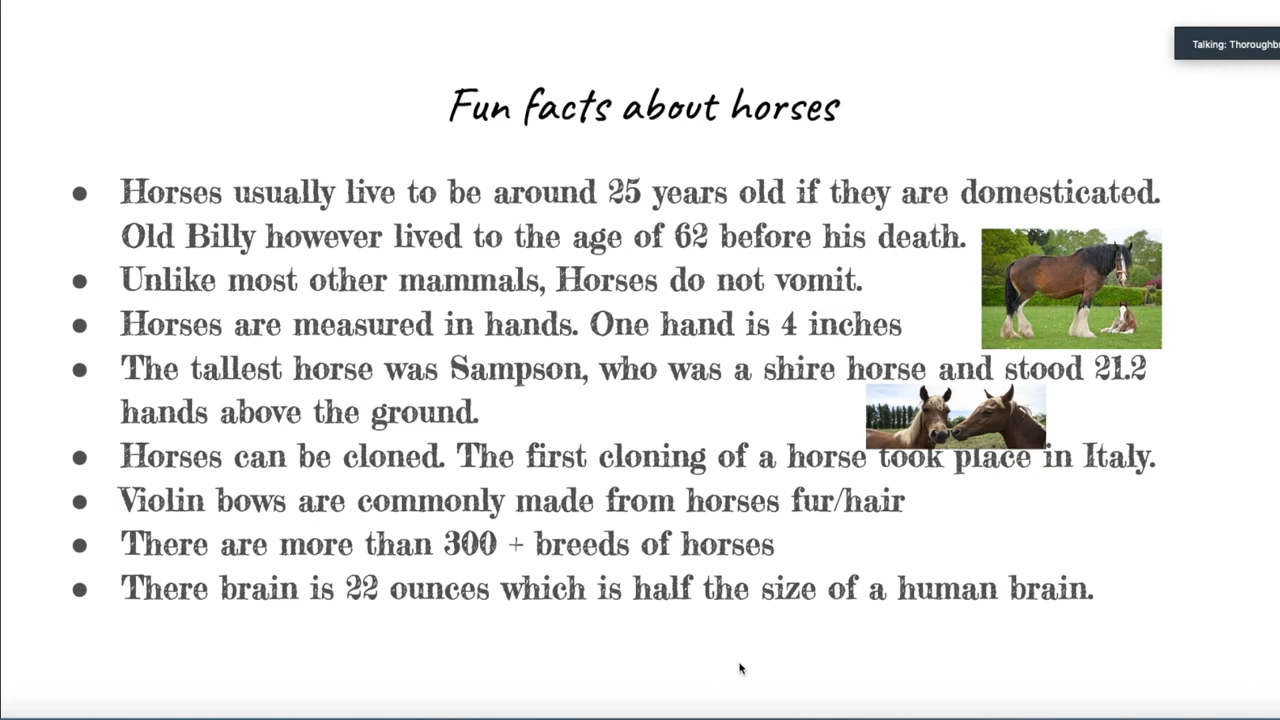 Talking: Thoroughb
Fun facts about horses
● Horses usually live to be around 25 years old if they are domesticated.
Old Billy however lived to the age of 62 before his death.
● Unlike most other mammals, Horses do not vomit.
● Horses are measured in hands. One hand is 4 inches
● The tallest horse was Sampson, who was a shire horse and stood 21.2
hands above the ground.
● Horses can be cloned. The first cloning of a horse took place in Italy.
● Violin bows are commonly made from horses fur/hair
● There are more than 300 + breeds of horses
● There brain is 22 ounces which is half the size of a human brain.